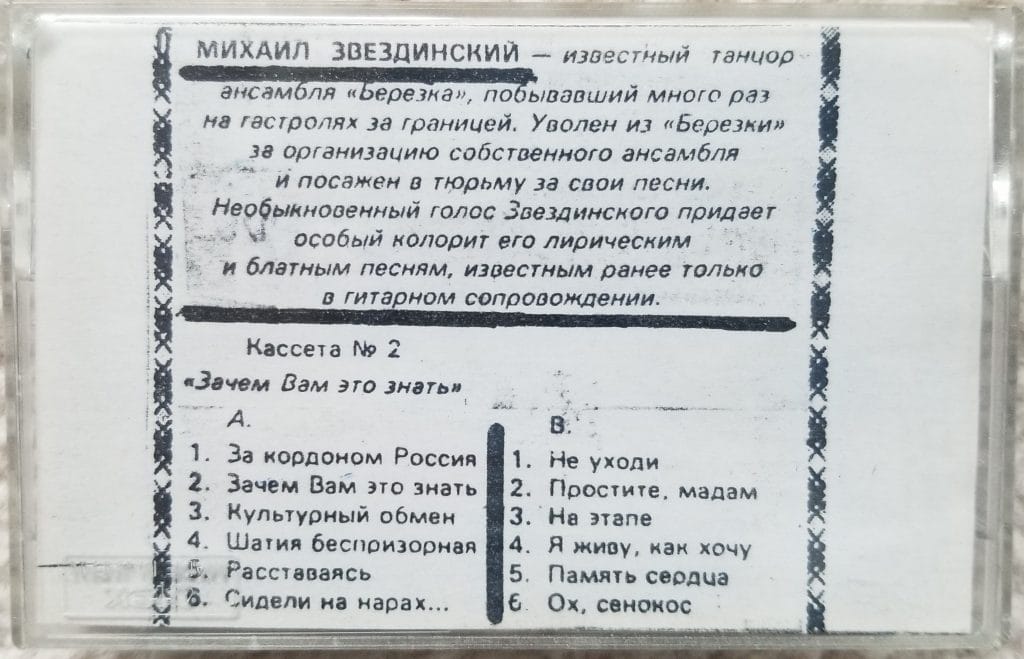 МИХАИЛ ЗВЕЗДИНСКИЙ — известный танцор
ансамбля «Березка», побывавший много раз
на гастролях за границей. Уволен из «Березки»
за организацию собственного ансамбля
и посажен в тюрьму за свои песни.
Необыкновенный голос Звездинского придает
особый колорит его лирическим
и блатным песням, известным ранее только
в гитарном сопровождении.
Кассета № 2
«Зачем Вам это знать»
А.
1. За кордоном Россия
2. Зачем Вам это знать
3. Культурный обмен
4. Шатия беспризорная
5. Расставаясь
6. Сидели на нарах...
В.
1. Не уходи
2. Простите, мадам
3. На этапе
4. Я живу, как хочу
5. Память сердца
6. Ох, сенокос